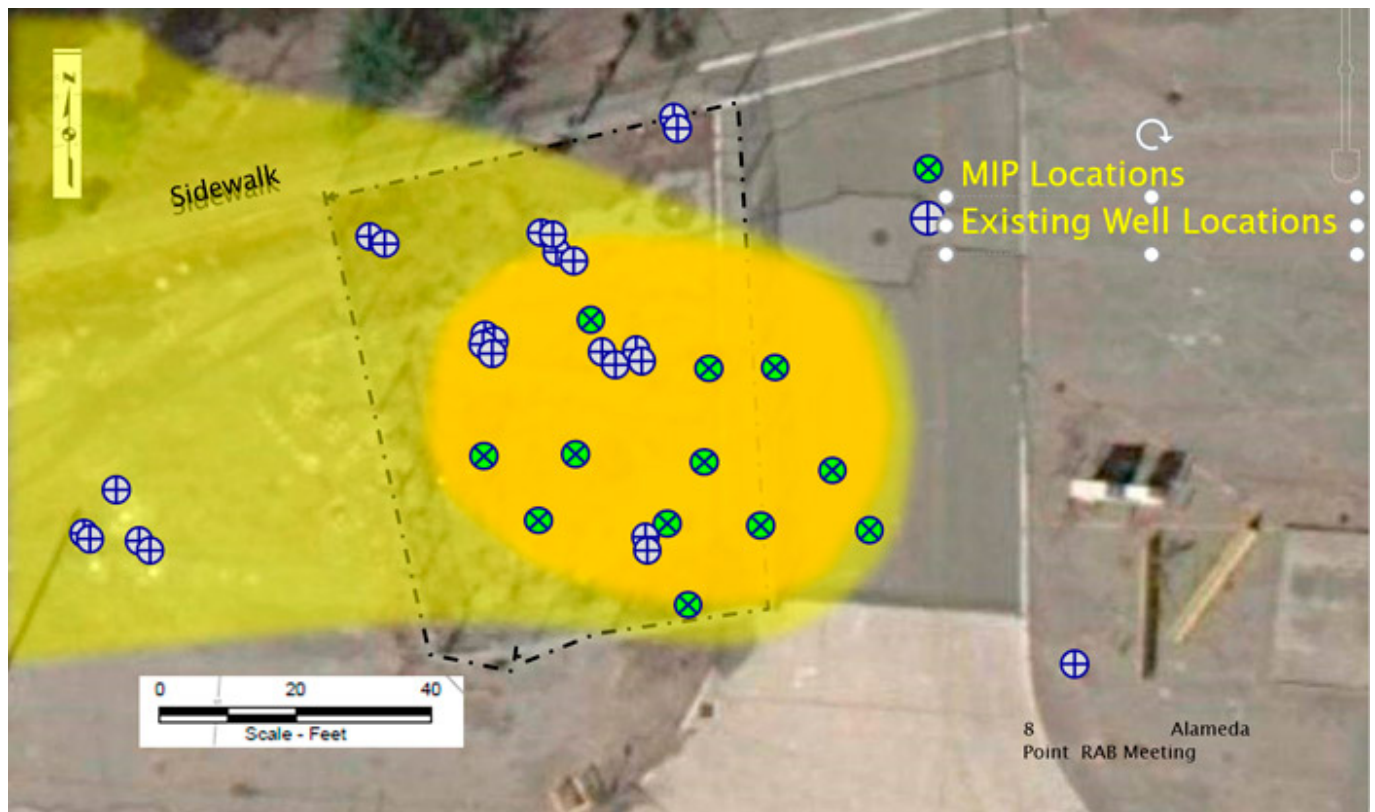 N
Sidewalk
MIP Locations
Existing Well Locations
0 20 40
Scale - Feet
8 Alameda
Point RAB Meeting